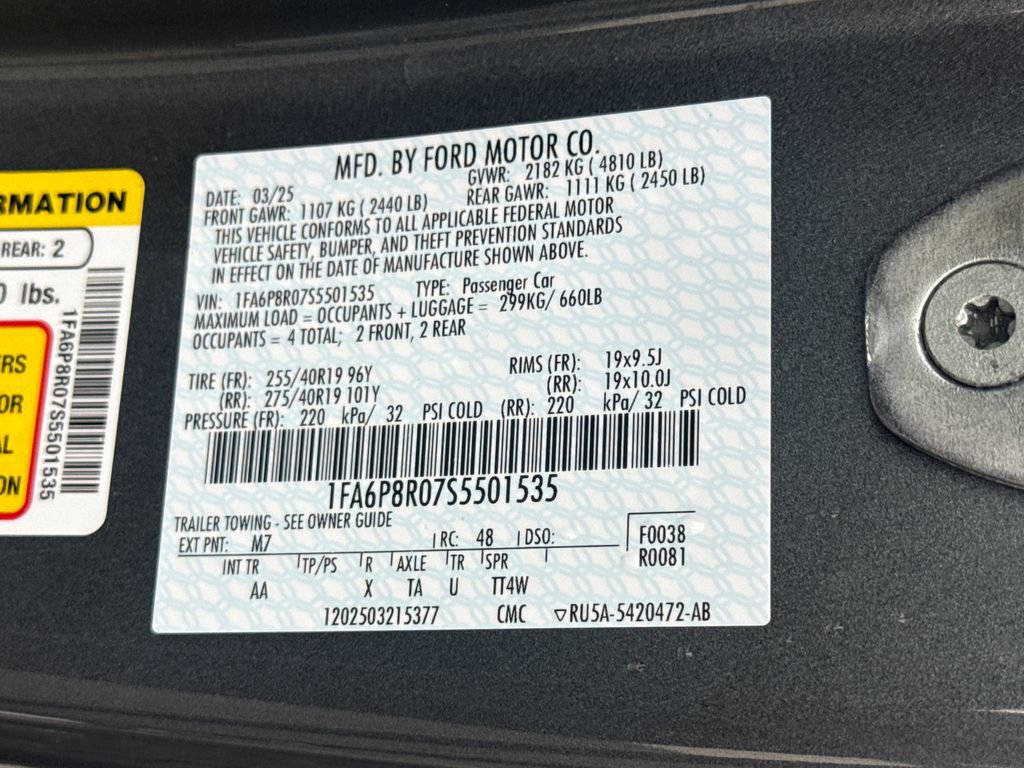 RMATION
REAR: 2
0 lbs.
ERS
OR
AL
ON
1FA6P8R07S5501535
MFD. BY FORD MOTOR CO.
DATE: 03/25 GVWR: 2182 KG ( 4810 LB)
FRONT GAWR: 1107 KG ( 2440 LB) REAR GAWR: 1111 KG ( 2450 LB)
THIS VEHICLE CONFORMS TO ALL APPLICABLE FEDERAL MOTOR
VEHICLE SAFETY, BUMPER, AND THEFT PREVENTION STANDARDS
IN EFFECT ON THE DATE OF MANUFACTURE SHOWN ABOVE.
VIN: 1FA6P8R07S5501535 TYPE: Passenger Car
MAXIMUM LOAD = OCCUPANTS + LUGGAGE = 299KG/ 660LB
OCCUPANTS = 4 TOTAL; 2 FRONT, 2 REAR
TIRE (FR): 255/40R19 96Y RIMS (FR): 19x9.5J
(RR): 275/40R19 101Y (RR): 19x10.0J
PRESSURE (FR): 220 kPa/ 32 PSI COLD (RR): 220 kPa/ 32 PSI COLD
1FA6P8R07S5501535
TRAILER TOWING - SEE OWNER GUIDE
EXT PNT: M7 RC: 48 DSO: F0038
R0081
INT TR TP/PS R AXLE TR SPR
AA X TA U TT4W
1202503215377 CMC ▽RU5A-5420472-AB